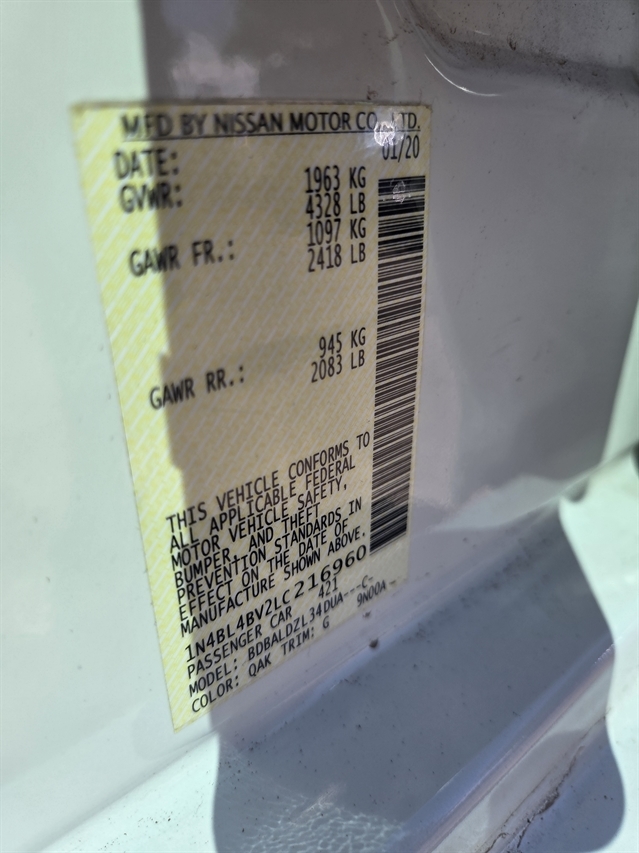 MFD BY NISSAN MOTOR CO., LTD.
DATE: 01/20
GVWR: 1963 KG
4328 LB
GAWR FR.: 1097 KG
2418 LB
GAWR RR.: 945 KG
2083 LB
THIS VEHICLE CONFORMS TO
ALL APPLICABLE FEDERAL
MOTOR VEHICLE SAFETY,
BUMPER, AND THEFT
PREVENTION STANDARDS IN
EFFECT ON THE DATE OF
MANUFACTURE SHOWN ABOVE.
1N4BL4BV2LC216960
PASSENGER CAR 421
MODEL: BDBALDZL34DUA---C-
COLOR: QAK TRIM: G 9N00A-